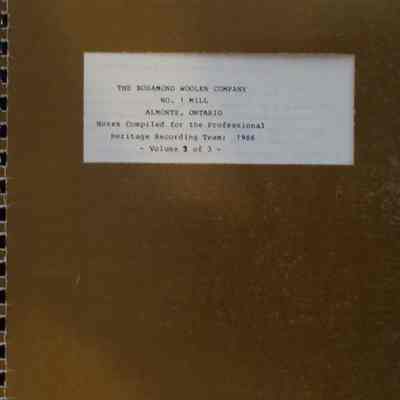 THE ROSAMOND WOOLEN COMPANY
NO. 1 MILL
ALMONTE, ONTARIO
Notes Compiled for the Professional
Heritage Recording Team: 1986
- Volume 3 of 3 -